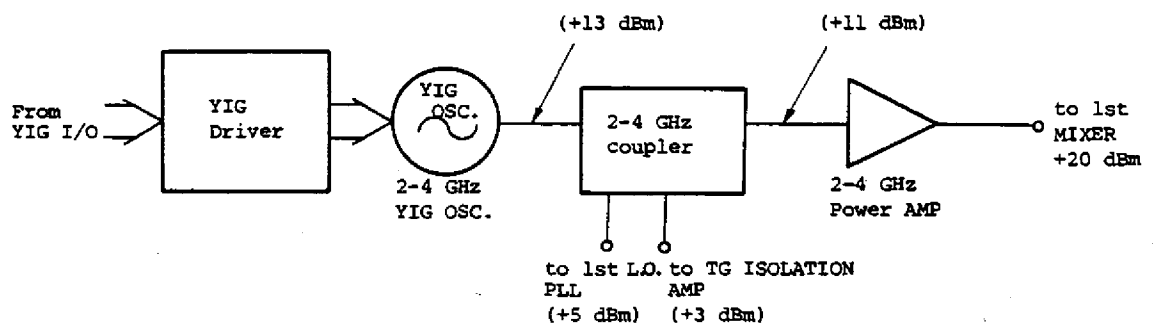 (+13 dBm)
(+11 dBm)
From
YIG I/O
YIG
Driver
YIG
OSC.
2-4 GHz
YIG OSC.
2-4 GHz
coupler
2-4 GHz
Power AMP
to 1st
MIXER
+20 dBm
to 1st L.O.
PLL
(+5 dBm)
to TG ISOLATION
AMP
(+3 dBm)